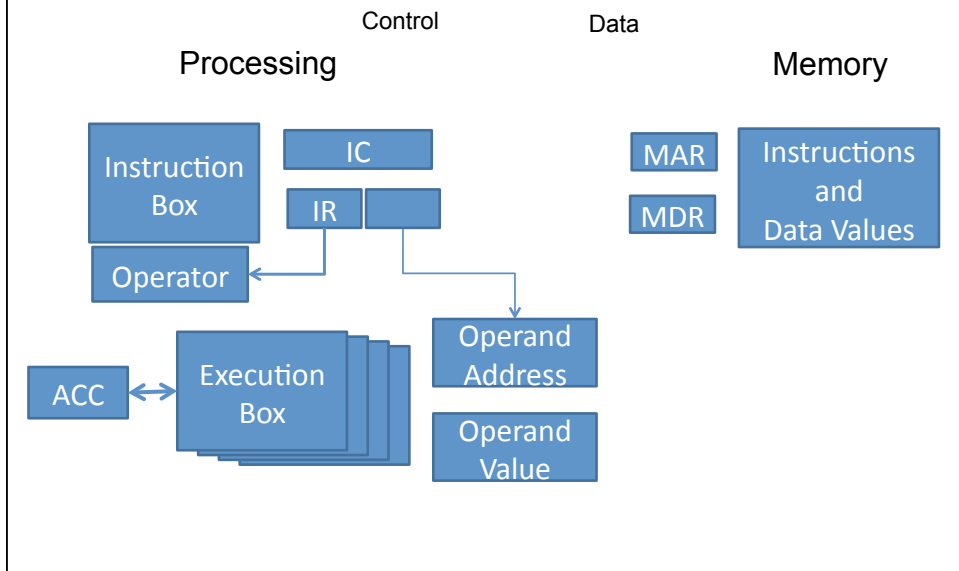 Control
Data
Processing
Memory
Instruction
Box
IC
IR
Operator
MAR
MDR
Instructions
and
Data Values
ACC
Execution
Box
Operand
Address
Operand
Value